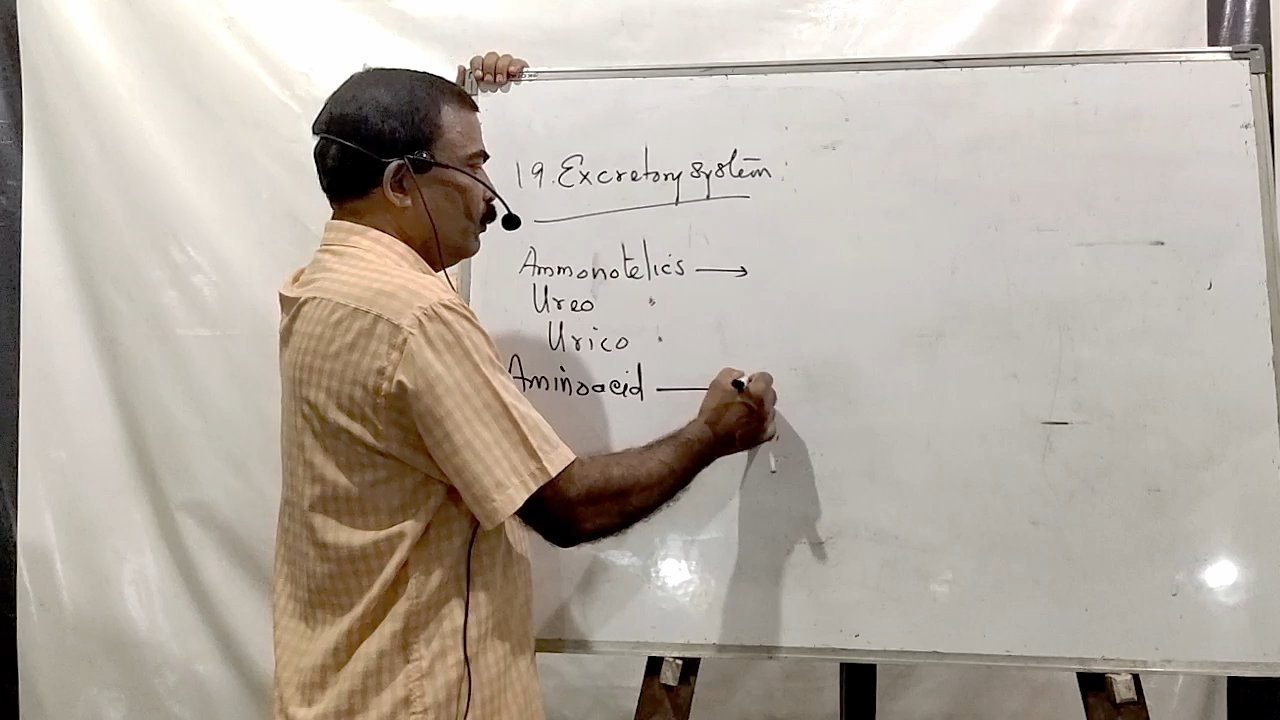 19. Excretory system
Ammonotelics →
Ureo "
Urico "
Aminoacid —